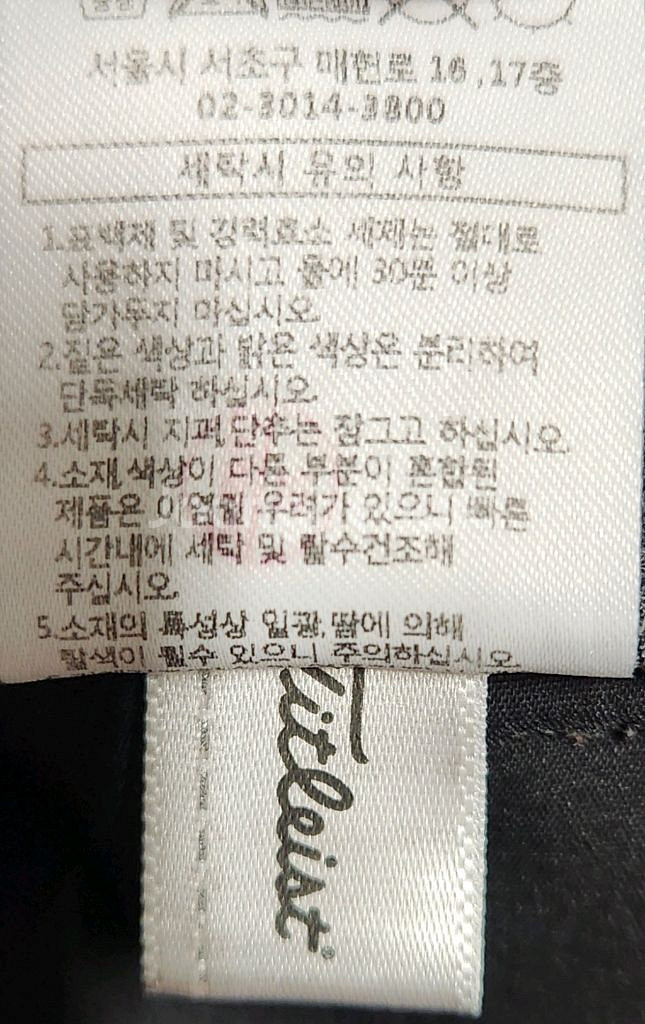 서울시 서초구 매헌로 16 ,17층
02-3014-3800
세탁시 유의 사항
1.표백제 및 강력효소 세제는 절대로
사용하지 마시고 물에 30분 이상
담가두지 마십시오.
2.짙은 색상과 밝은 색상은 분리하여
단독세탁 하십시오.
3.세탁시 지퍼,단추는 잠그고 하십시오.
4.소재,색상이 다른 부분이 혼합된
제품은 이염될 우려가 있으니 빠른
시간내에 세탁 및 탈수건조해
주십시오.
5.소재의 특성상 일광,땀에 의해
탈색이 될수 있으니 주의하십시오.
Titleist